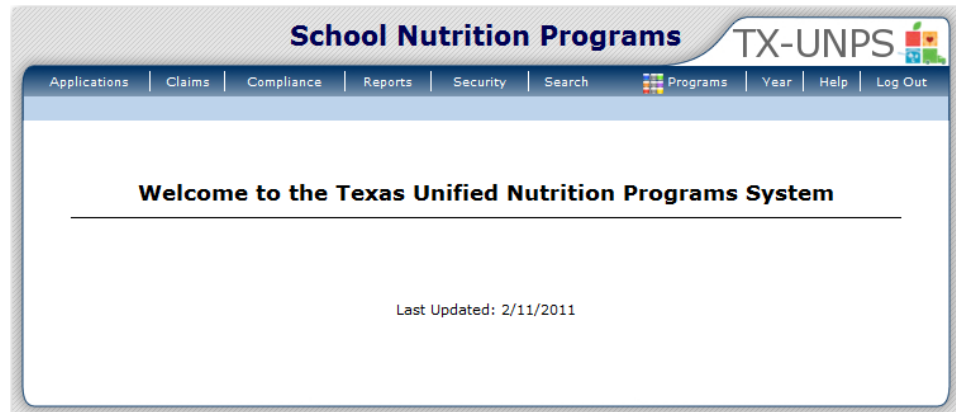 School Nutrition Programs
TX-UNPS
Applications Claims Compliance Reports Security Search Programs Year Help Log Out
Welcome to the Texas Unified Nutrition Programs System
Last Updated: 2/11/2011